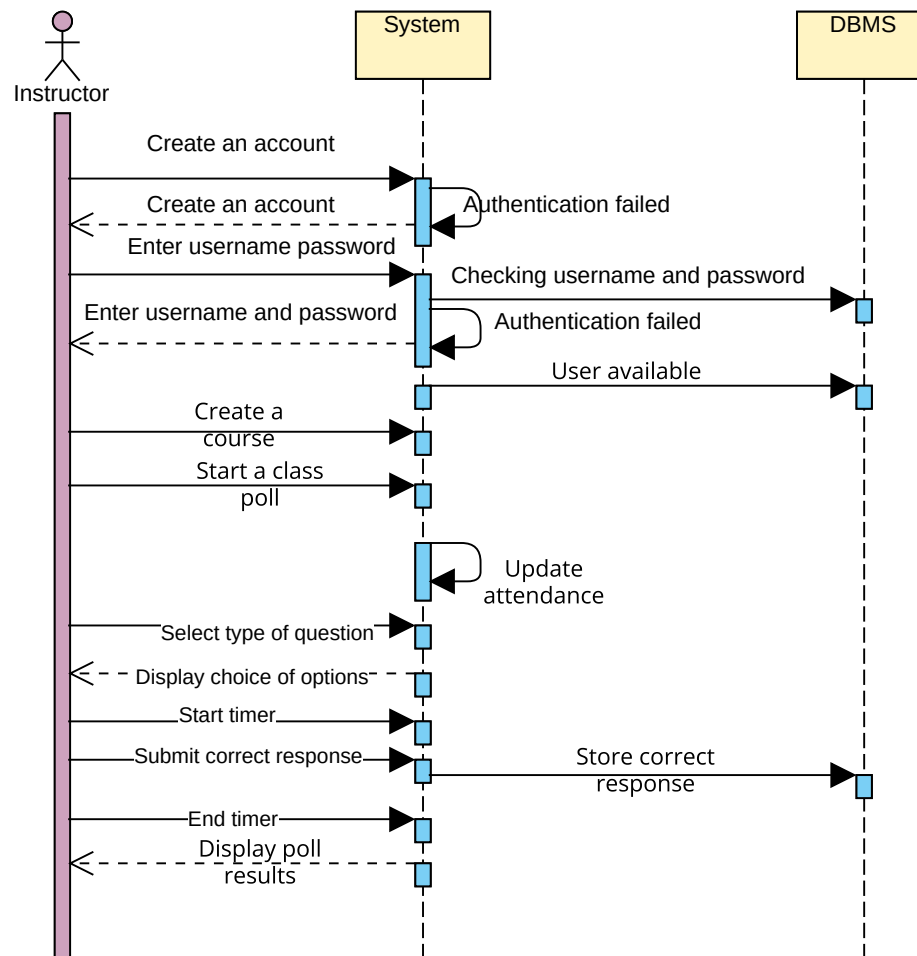 System
DBMS
Instructor
Create an account
Authentication failed
Create an account
Enter username password
Checking username and password
Enter username and password
Authentication failed
User available
Create a
course
Start a class
poll
Update
attendance
Select type of question
Display choice of options
Start timer
Submit correct response
Store correct
response
End timer
Display poll
results